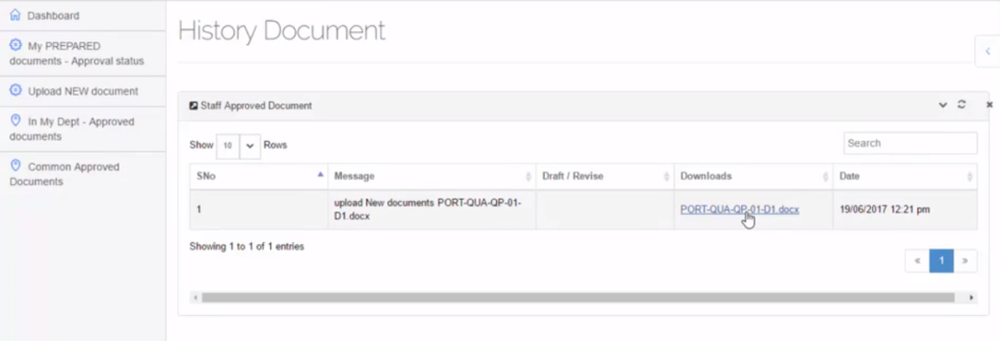 Dashboard
My PREPARED
documents - Approval status
Upload NEW document
In My Dept - Approved
documents
Common Approved
Documents
History Document
Staff Approved Document
Show 10 Rows
Search
SNo Message Draft / Revise Downloads Date
1 upload New documents PORT-QUA-QP-01-
D1.docx PORT-QUA-QP-01-D1.docx 19/06/2017 12:21 pm
Showing 1 to 1 of 1 entries
« 1 »